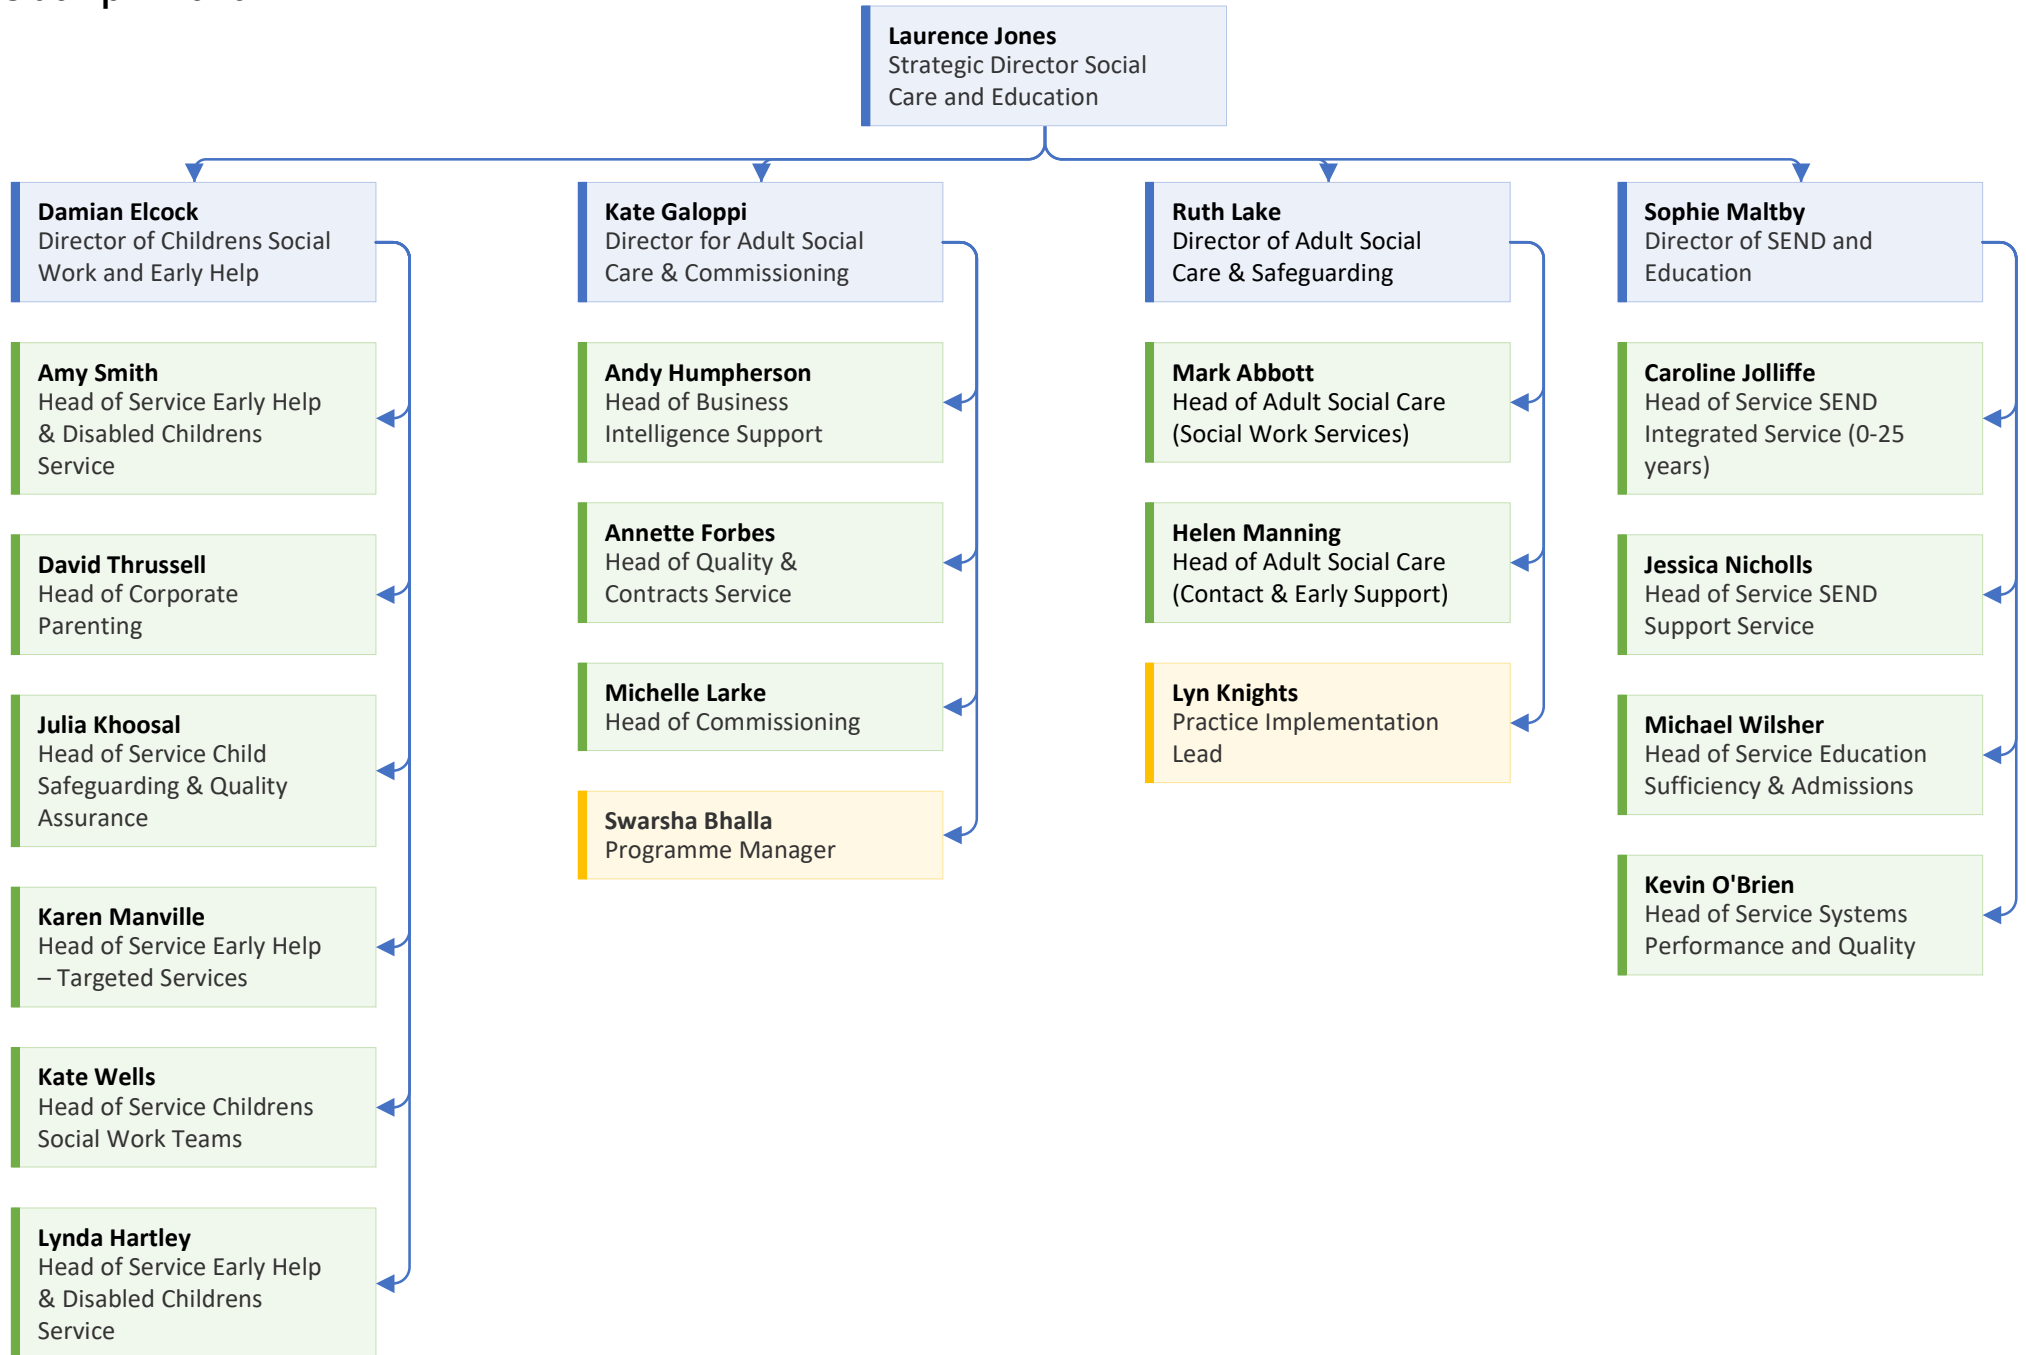 Laurence Jones
Strategic Director Social
Care and Education
Damian Elcock
Director of Childrens Social
Work and Early Help
Amy Smith
Head of Service Early Help
& Disabled Childrens
Service
David Thrussell
Head of Corporate
Parenting
Julia Khoosal
Head of Service Child
Safeguarding & Quality
Assurance
Karen Manville
Head of Service Early Help
– Targeted Services
Kate Wells
Head of Service Childrens
Social Work Teams
Lynda Hartley
Head of Service Early Help
& Disabled Childrens
Service
Kate Galoppi
Director for Adult Social
Care & Commissioning
Andy Humpherson
Head of Business
Intelligence Support
Annette Forbes
Head of Quality &
Contracts Service
Michelle Larke
Head of Commissioning
Swarsha Bhalla
Programme Manager
Ruth Lake
Director of Adult Social
Care & Safeguarding
Mark Abbott
Head of Adult Social Care
(Social Work Services)
Helen Manning
Head of Adult Social Care
(Contact & Early Support)
Lyn Knights
Practice Implementation
Lead
Sophie Maltby
Director of SEND and
Education
Caroline Jolliffe
Head of Service SEND
Integrated Service (0-25
years)
Jessica Nicholls
Head of Service SEND
Support Service
Michael Wilsher
Head of Service Education
Sufficiency & Admissions
Kevin O'Brien
Head of Service Systems
Performance and Quality